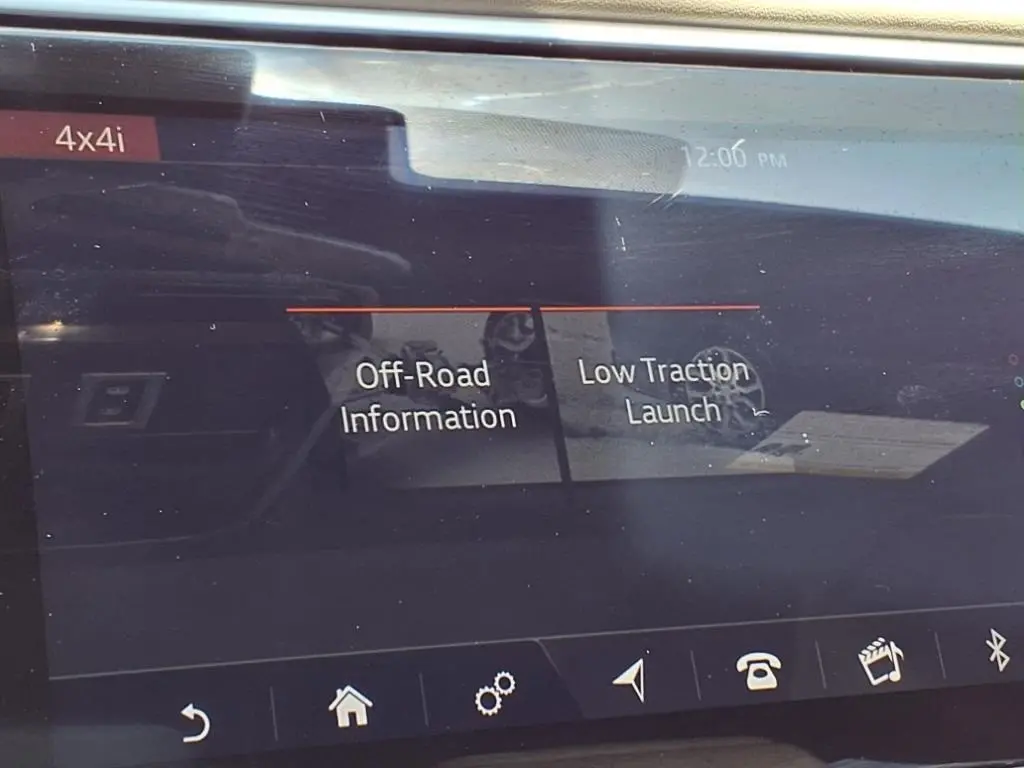 4x4i
12:00 PM
Off-Road
Information
Low Traction
Launch